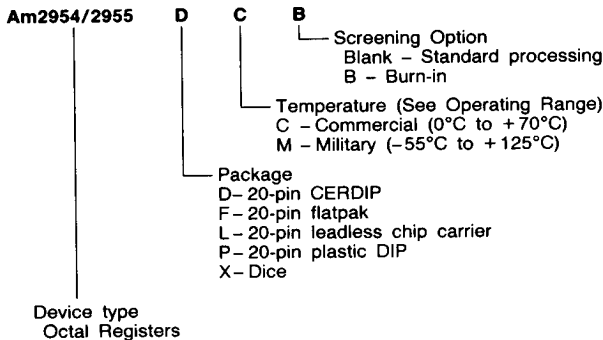 Am2954/2955 D C B
Screening Option
Blank – Standard processing
B – Burn-in
Temperature (See Operating Range)
C – Commercial (0°C to +70°C)
M – Military (–55°C to +125°C)
Package
D– 20-pin CERDIP
F– 20-pin flatpak
L – 20-pin leadless chip carrier
P– 20-pin plastic DIP
X– Dice
Device type
Octal Registers